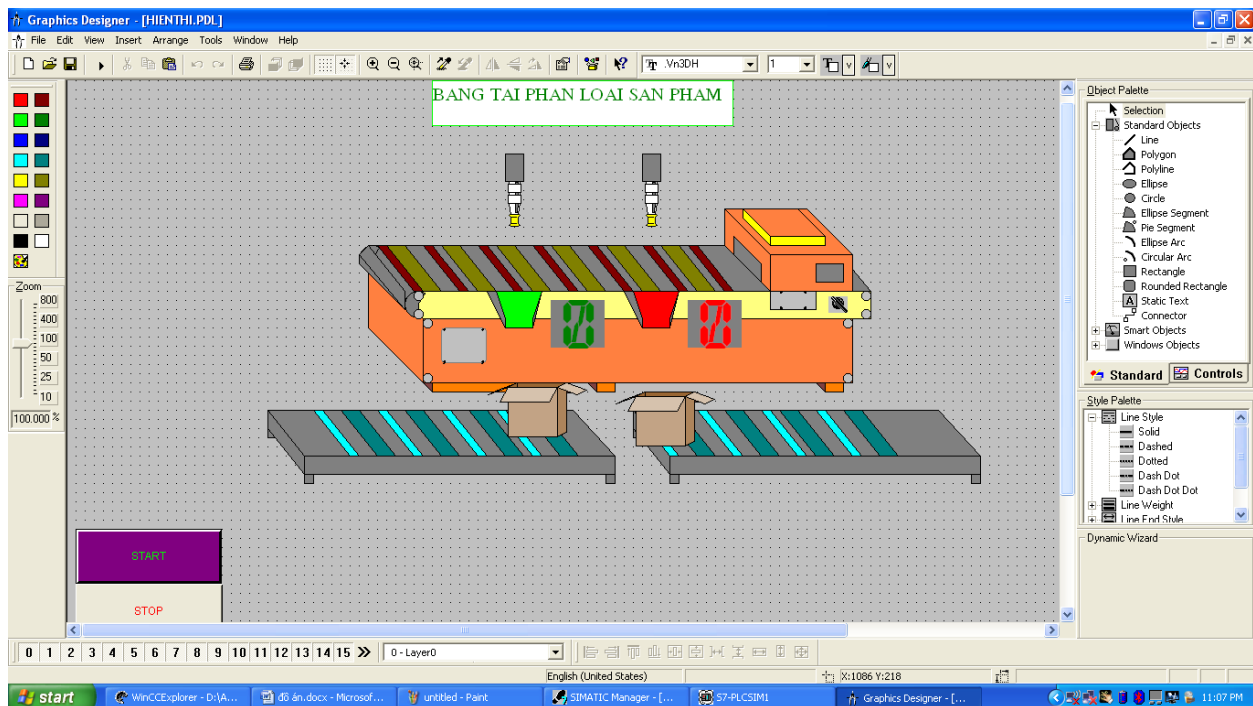 Graphics Designer - [HIENTHI.PDL]
File Edit View Insert Arrange Tools Window Help
.Vn3DH 1
BANG TAI PHAN LOAI SAN PHAM
Zoom
800
400
100
50
25
10
100.000 %
START
STOP
Object Palette
Selection
Standard Objects
Line
Polygon
Polyline
Ellipse
Circle
Ellipse Segment
Pie Segment
Ellipse Arc
Circular Arc
Rectangle
Rounded Rectangle
A Static Text
Connector
Smart Objects
Windows Objects
Standard Controls
Style Palette
Line Style
Solid
Dashed
Dotted
Dash Dot
Dash Dot Dot
Line Weight
Line End Style
Dynamic Wizard
0 1 2 3 4 5 6 7 8 9 10 11 12 13 14 15 0 - Layer0
English (United States) X:1086 Y:218
start WinCCExplorer - D:\A... đồ án.docx - Microsof... untitled - Paint SIMATIC Manager - [... S7-PLCSIM1 Graphics Designer - [... 11:07 PM